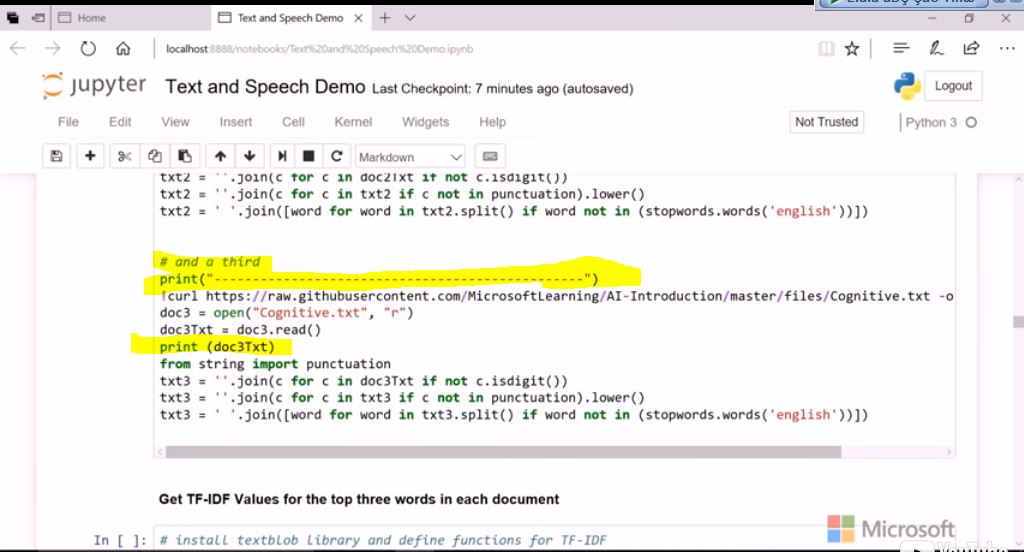 Home
Text and Speech Demo
localhost:8888/notebooks/Text%20and%20Speech%20Demo.ipynb
jupyter Text and Speech Demo Last Checkpoint: 7 minutes ago (autosaved)
Logout
File Edit View Insert Cell Kernel Widgets Help
Not Trusted
Python 3
Markdown
txt2 = ''.join(c for c in doc2Txt if not c.isdigit())
txt2 = ''.join(c for c in txt2 if c not in punctuation).lower()
txt2 = ' '.join([word for word in txt2.split() if word not in (stopwords.words('english'))])
# and a third
print("------------------------------------------------")
!curl https://raw.githubusercontent.com/MicrosoftLearning/AI-Introduction/master/files/Cognitive.txt -o
doc3 = open("Cognitive.txt", "r")
doc3Txt = doc3.read()
print (doc3Txt)
from string import punctuation
txt3 = ''.join(c for c in doc3Txt if not c.isdigit())
txt3 = ''.join(c for c in txt3 if c not in punctuation).lower()
txt3 = ' '.join([word for word in txt3.split() if word not in (stopwords.words('english'))])
Get TF-IDF Values for the top three words in each document
In [ ]: # install textblob library and define functions for TF-IDF
Microsoft